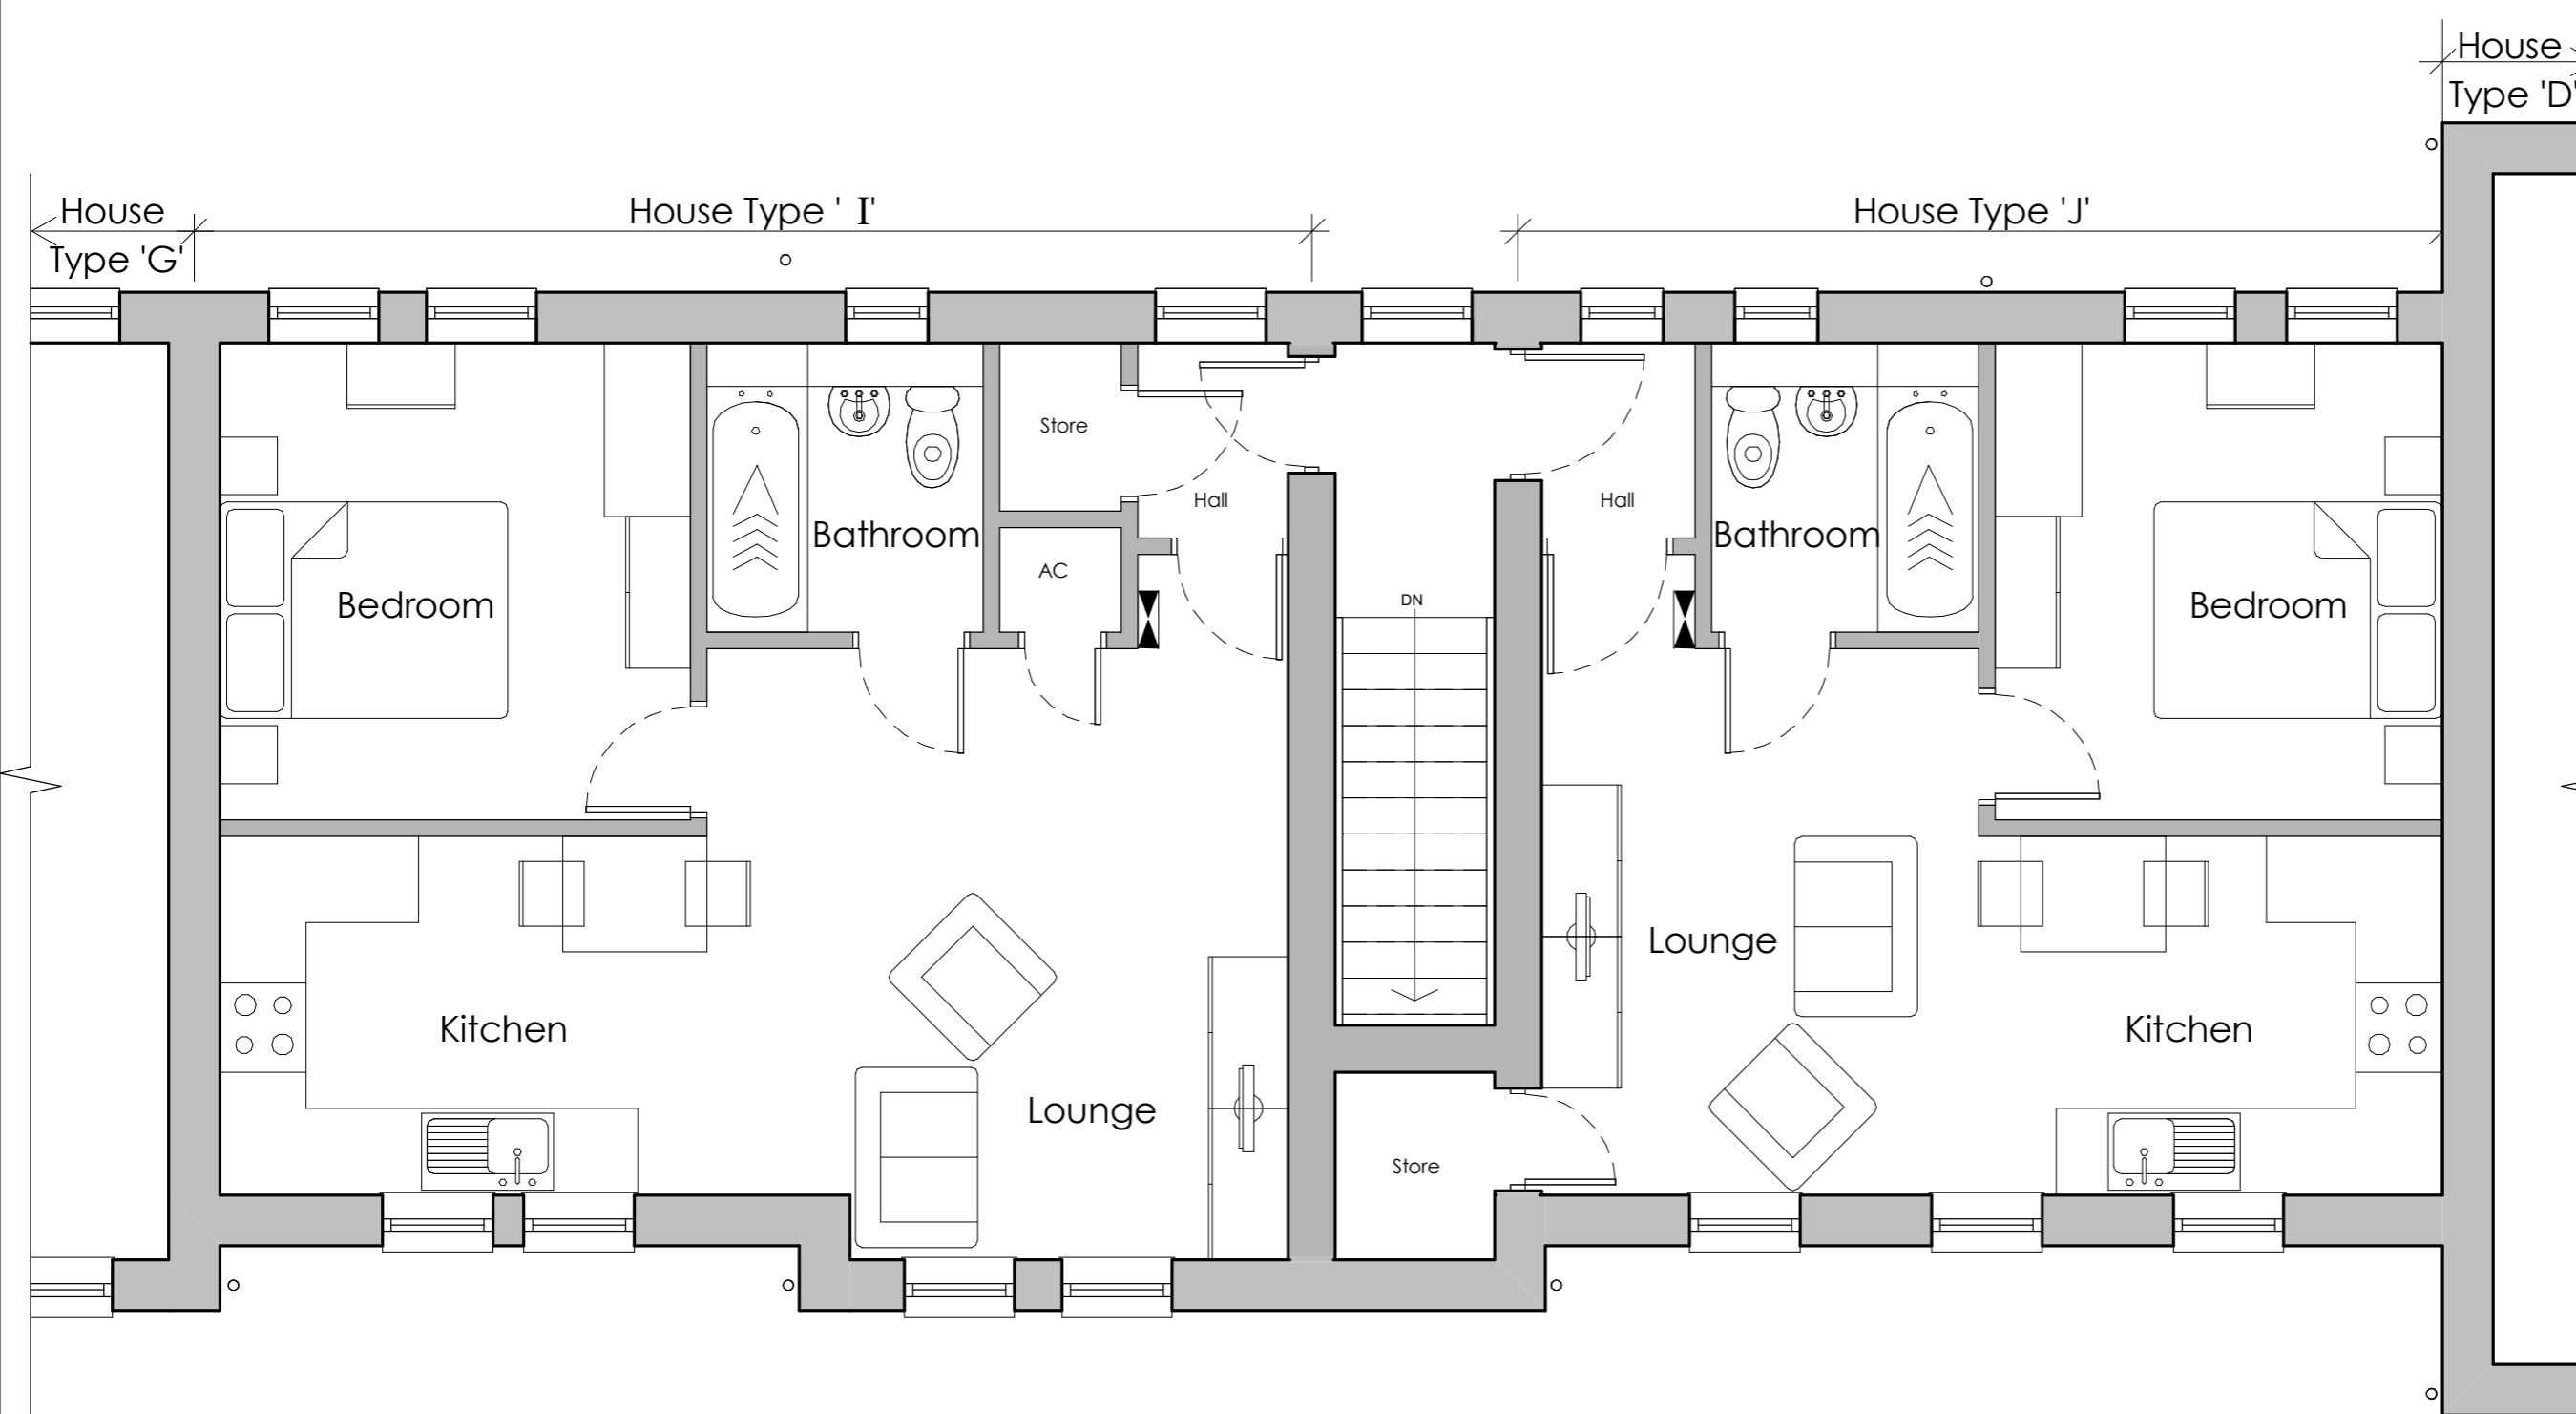 House
Type 'D'
House
Type 'G'
House Type ' I'
House Type 'J'
Store
Hall
Hall
Bathroom
Bathroom
AC
DN
Bedroom
Bedroom
Lounge
Kitchen
Kitchen
Lounge
Store